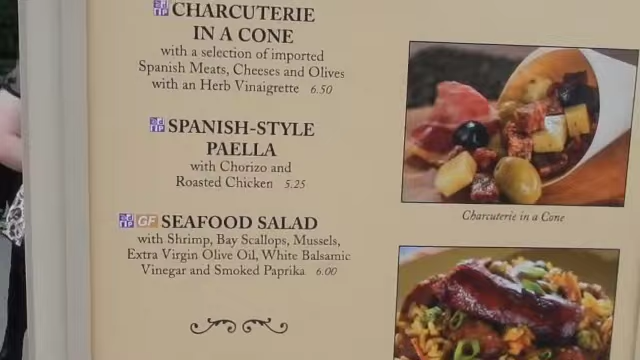 CHARCUTERIE
IN A CONE
with a selection of imported
Spanish Meats, Cheeses and Olives
with an Herb Vinaigrette 6.50
SPANISH-STYLE
PAELLA
with Chorizo and
Roasted Chicken 5.25
GF SEAFOOD SALAD
with Shrimp, Bay Scallops, Mussels,
Extra Virgin Olive Oil, White Balsamic
Vinegar and Smoked Paprika 6.00
Charcuterie in a Cone